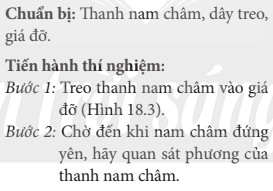 Chuẩn bị: Thanh nam châm, dây treo,
giá đỡ.
Tiến hành thí nghiệm:
Bước 1: Treo thanh nam châm vào giá
đỡ (Hình 18.3).
Bước 2: Chờ đến khi nam châm đứng
yên, hãy quan sát phương của
thanh nam châm.